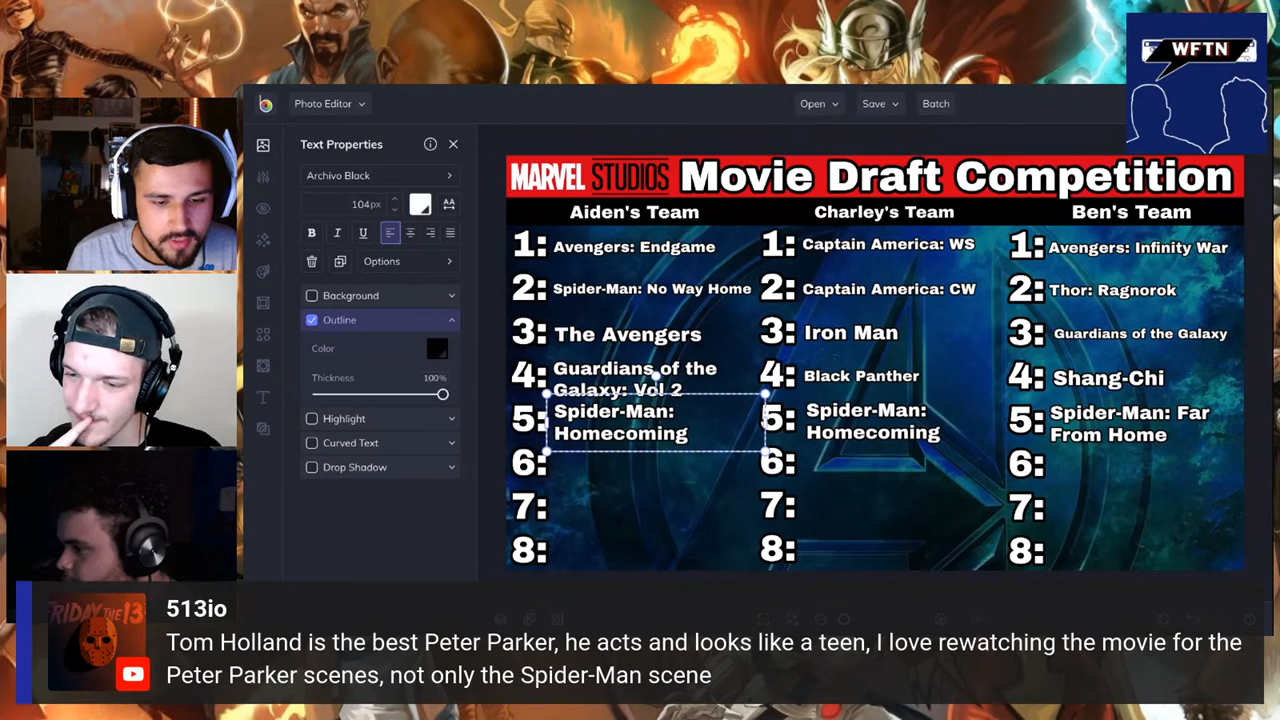 WFTN
Photo Editor
Open
Save
Batch
Text Properties
Archivo Black
104px
B I U
Options
Background
Outline
Color
Thickness 100%
Highlight
Curved Text
Drop Shadow
MARVEL STUDIOS Movie Draft Competition
Aiden's Team
1: Avengers: Endgame
2: Spider-Man: No Way Home
3: The Avengers
4: Guardians of the
Galaxy: Vol 2
5: Spider-Man:
Homecoming
6:
7:
8:
Charley's Team
1: Captain America: WS
2: Captain America: CW
3: Iron Man
4: Black Panther
5: Spider-Man:
Homecoming
6:
7:
8:
Ben's Team
1: Avengers: Infinity War
2: Thor: Ragnorok
3: Guardians of the Galaxy
4: Shang-Chi
5: Spider-Man: Far
From Home
6:
7:
8:
FRIDAY THE 13
513io
Tom Holland is the best Peter Parker, he acts and looks like a teen, I love rewatching the movie for the
Peter Parker scenes, not only the Spider-Man scene